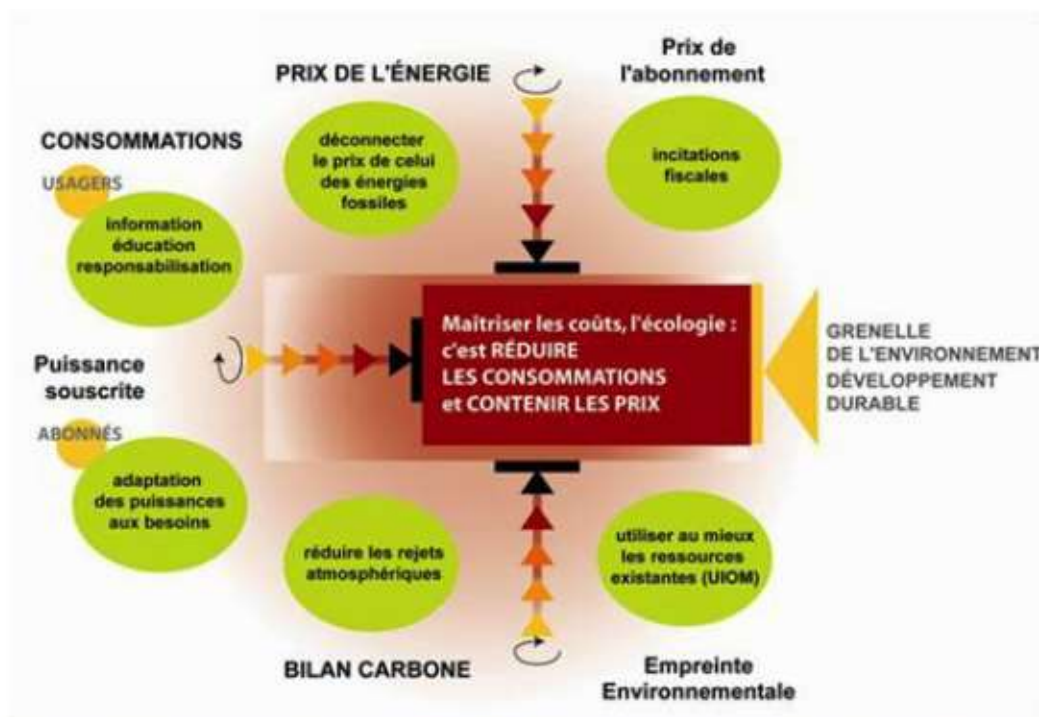 PRIX DE L'ÉNERGIE
Prix de
l'abonnement
déconnecter
le prix de celui
des énergies
fossiles
incitations
fiscales
CONSOMMATIONS
USAGERS
information
éducation
responsabilisation
Puissance
souscrite
ABONNÉS
adaptation
des puissances
aux besoins
Maîtriser les coûts, l'écologie :
c'est RÉDUIRE
LES CONSOMMATIONS
et CONTENIR LES PRIX
GRENELLE
DE L'ENVIRONNEMENT
DÉVELOPPEMENT
DURABLE
réduire les rejets
atmosphériques
utiliser au mieux
les ressources
existantes (UIOM)
BILAN CARBONE
Empreinte
Environnementale